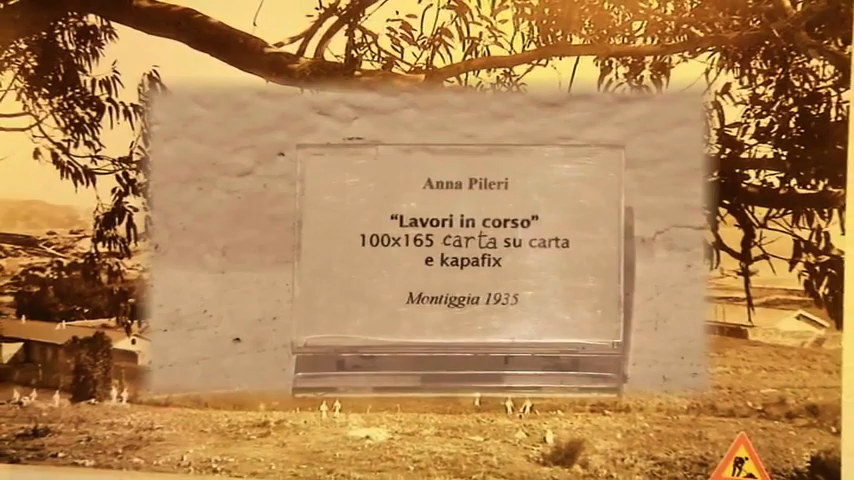 Anna Pileri
“Lavori in corso”
100x165 carta su carta
e kapafix
Montiggia 1935